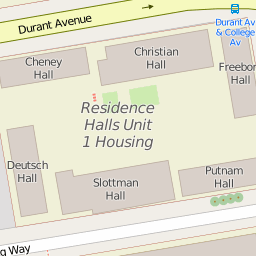 Durant Avenue
Durant Av
& College
Av
Christian
Hall
Cheney
Hall
Freebor
Hall
Residence
Halls Unit
1 Housing
Deutsch
Hall
Slottman
Hall
Putnam
Hall
g Way